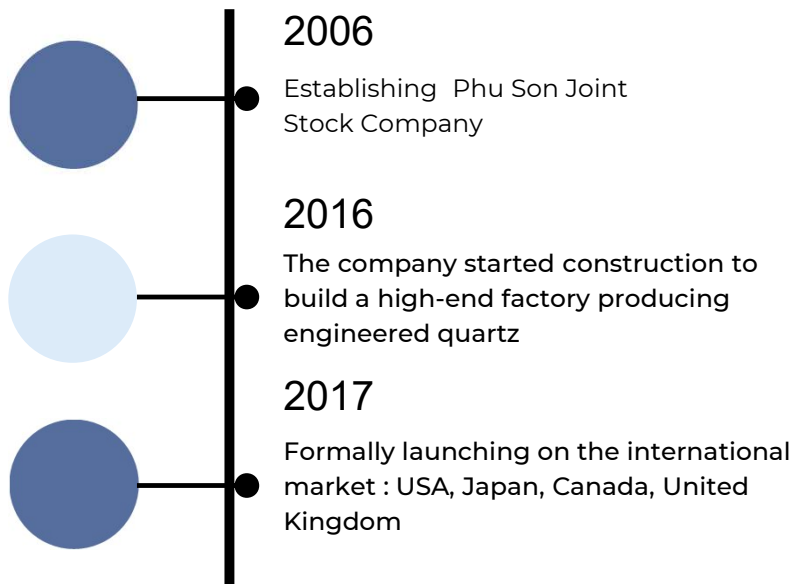 2006
Establishing  Phu Son Joint
Stock Company
2016
The company started construction to
build a high-end factory producing
engineered quartz
2017
Formally launching on the international
market : USA, Japan, Canada, United
Kingdom